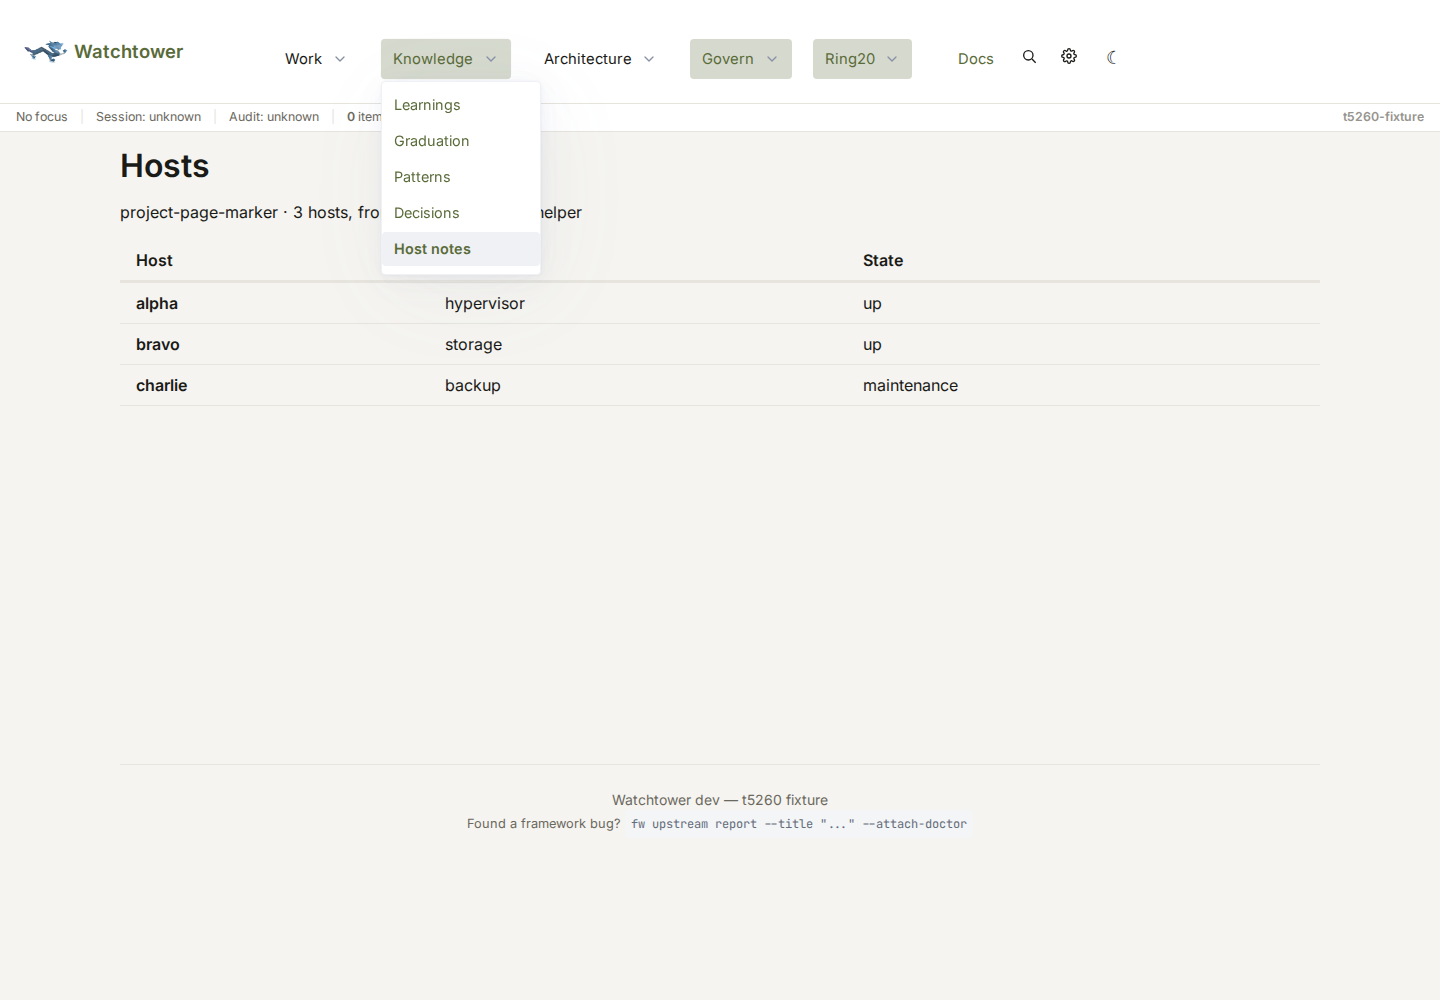 Watchtower
Work
Knowledge
Architecture
Govern
Ring20
Docs
No focus
Session: unknown
Audit: unknown
0 item
t5260-fixture
Learnings
Graduation
Patterns
Decisions
Host notes
Hosts
project-page-marker · 3 hosts, fro
helper
Host
State
alpha hypervisor up
bravo storage up
charlie backup maintenance
Watchtower dev — t5260 fixture
Found a framework bug? fw upstream report --title "..." --attach-doctor